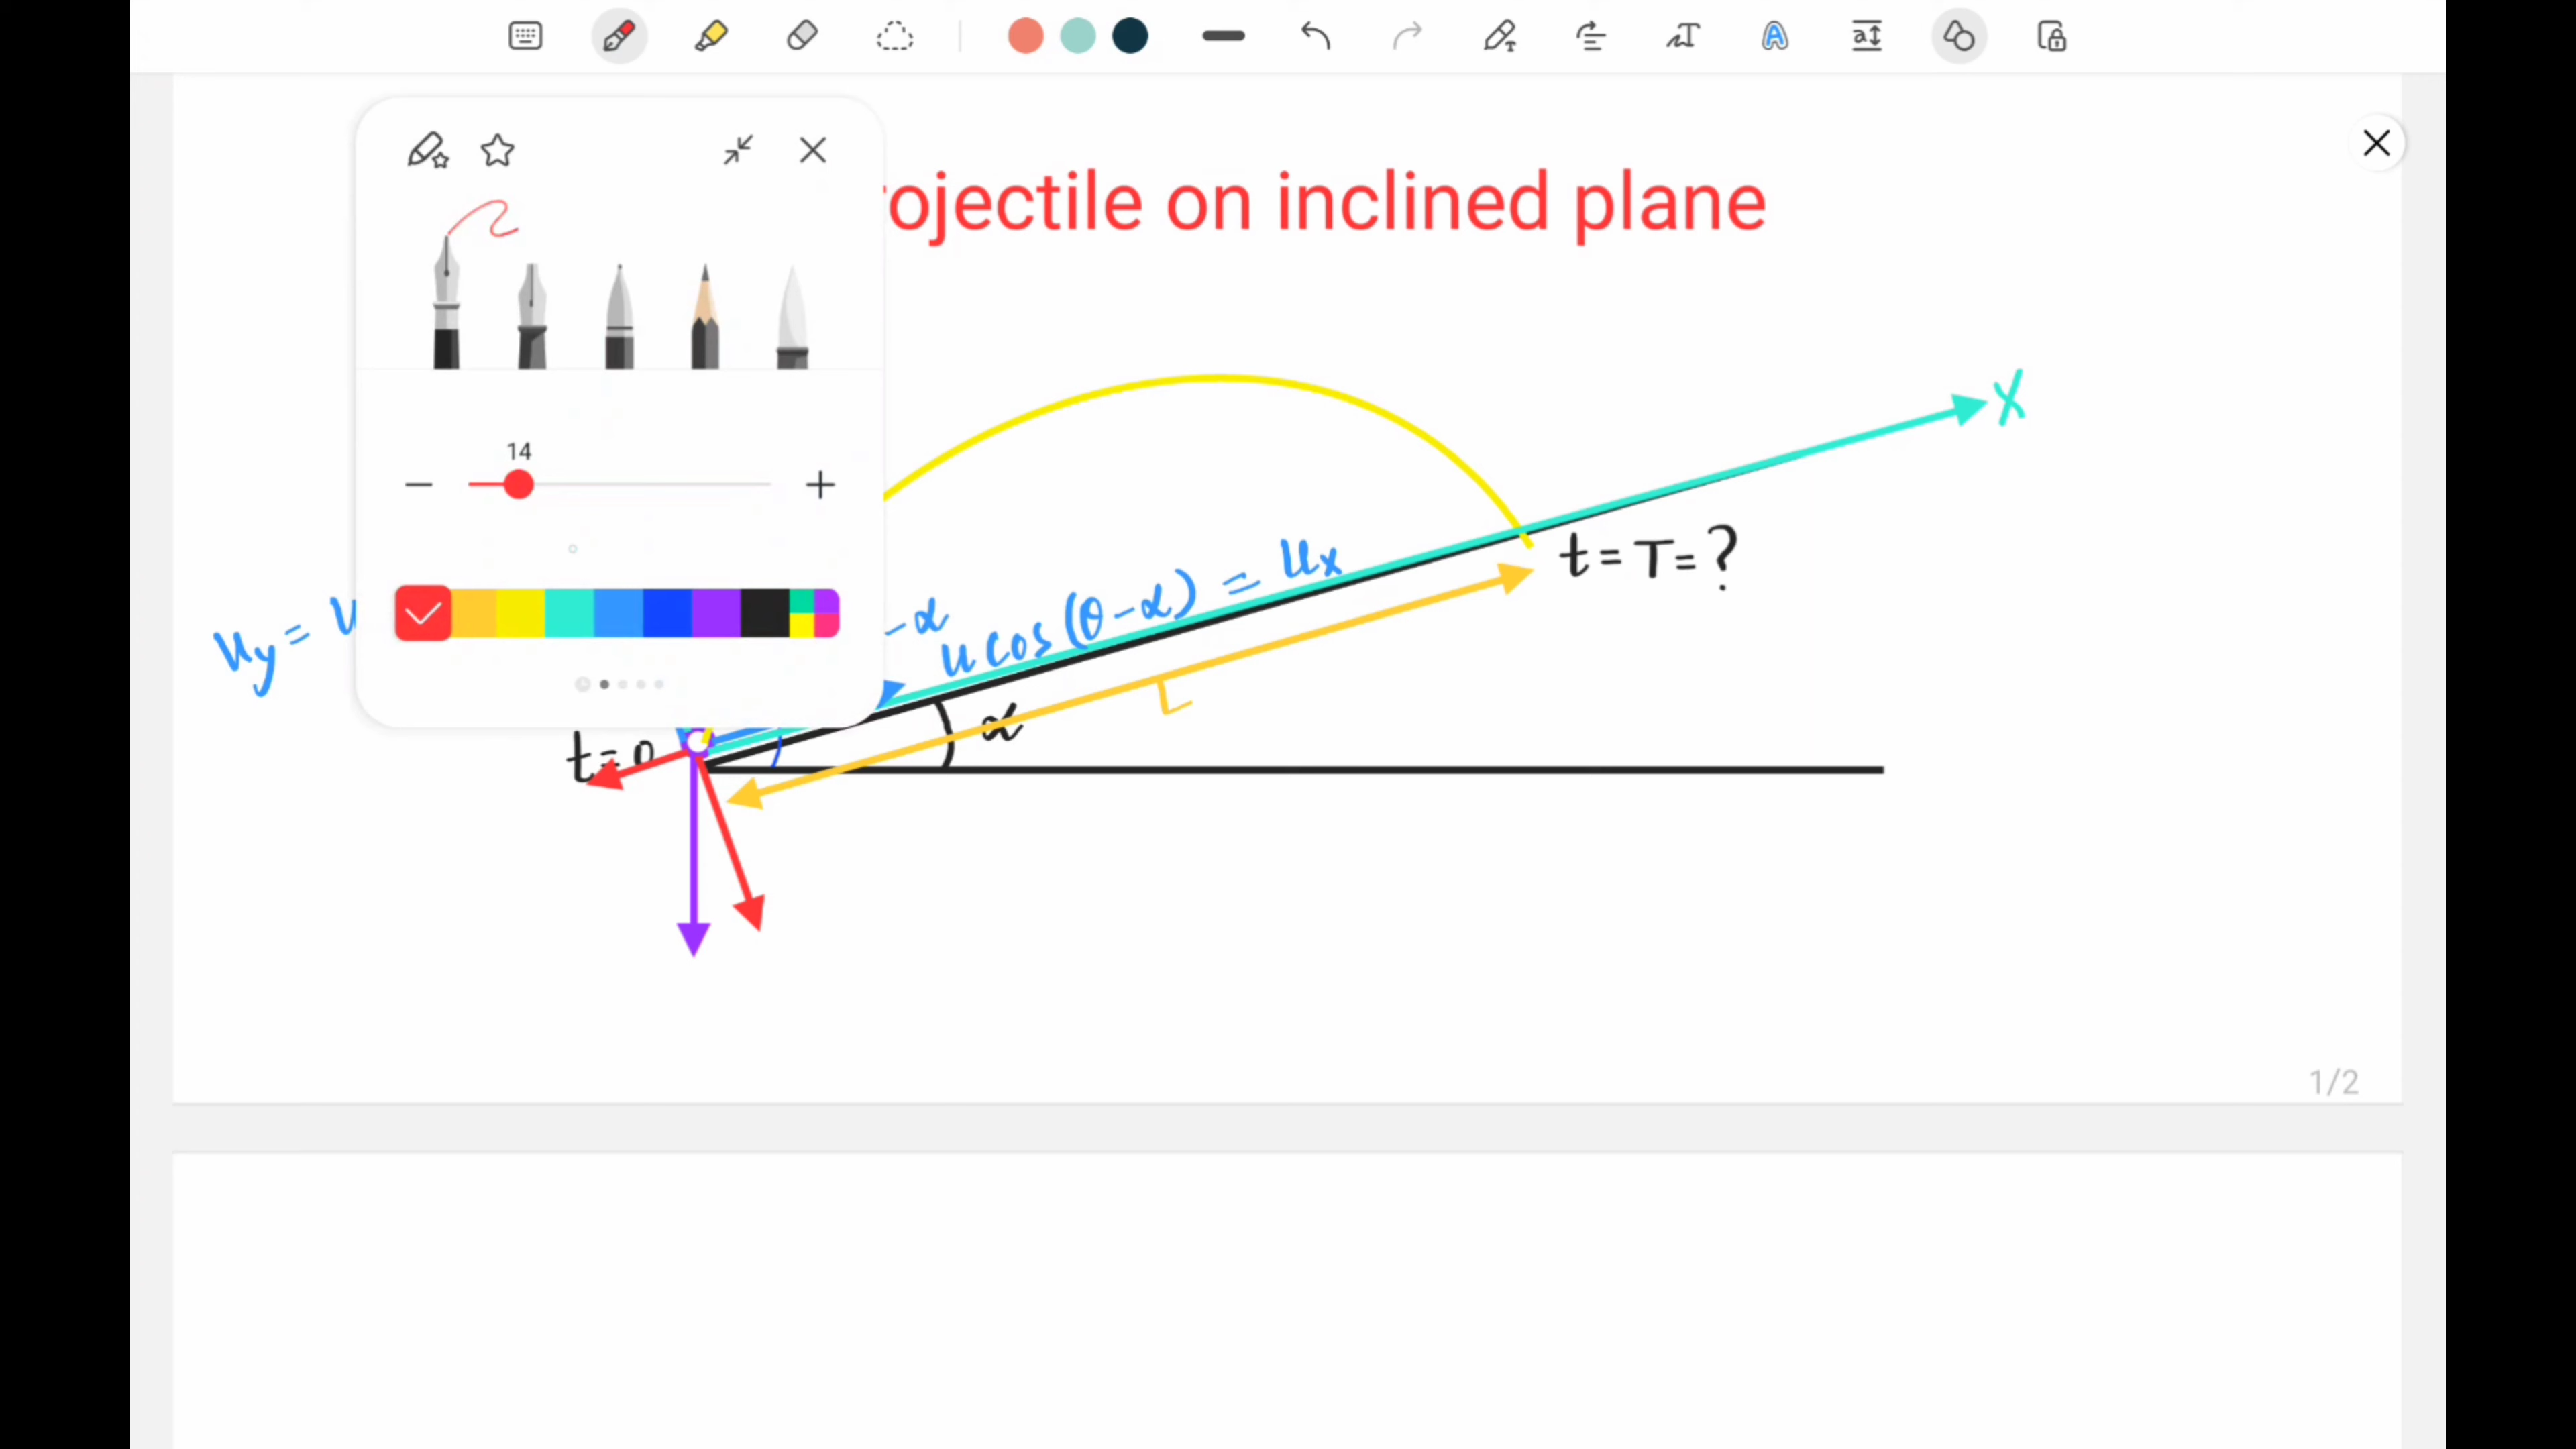 rojectile on inclined plane
14
X
t = T = ?
u cos (θ - α) = ux
uy = u
- α
L
α
t = 0
1/2